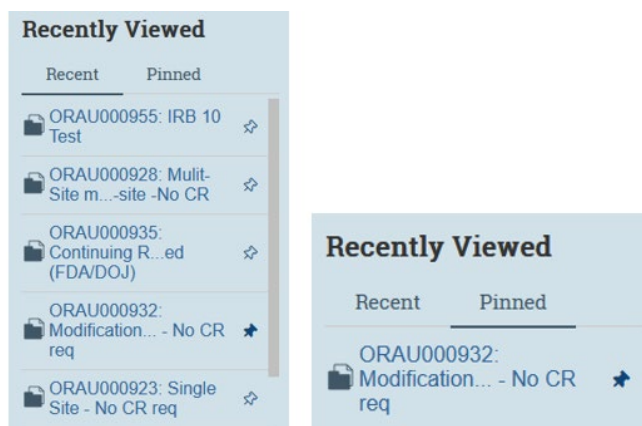 Recently Viewed
Recent Pinned
ORAU000955: IRB 10
Test
ORAU000928: Mulit-
Site m...-site -No CR
ORAU000935:
Continuing R...ed
(FDA/DOJ)
ORAU000932:
Modification... - No CR
req
ORAU000923: Single
Site - No CR req
Recently Viewed
Recent Pinned
ORAU000932:
Modification... - No CR
req